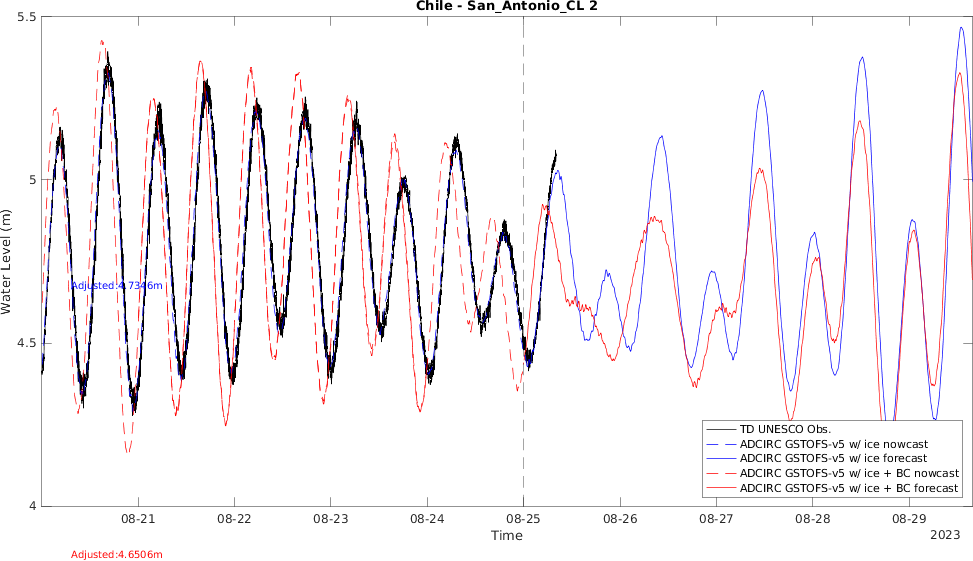 Chile - San_Antonio_CL 2
5.5
5
4.5
4
Water Level (m)
Adjusted:4.7346m
TD UNESCO Obs.
ADCIRC GSTOFS-v5 w/ ice nowcast
ADCIRC GSTOFS-v5 w/ ice forecast
ADCIRC GSTOFS-v5 w/ ice + BC nowcast
ADCIRC GSTOFS-v5 w/ ice + BC forecast
08-21 08-22 08-23 08-24 08-25 08-26 08-27 08-28 08-29
Time
2023
Adjusted:4.6506m